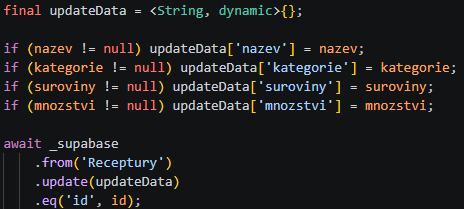 final updateData = <String, dynamic>{};
if (nazev != null) updateData['nazev'] = nazev;
if (kategorie != null) updateData['kategorie'] = kategorie;
if (suroviny != null) updateData['suroviny'] = suroviny;
if (mnozstvi != null) updateData['mnozstvi'] = mnozstvi;
await _supabase
.from('Receptury')
.update(updateData)
.eq('id', id);